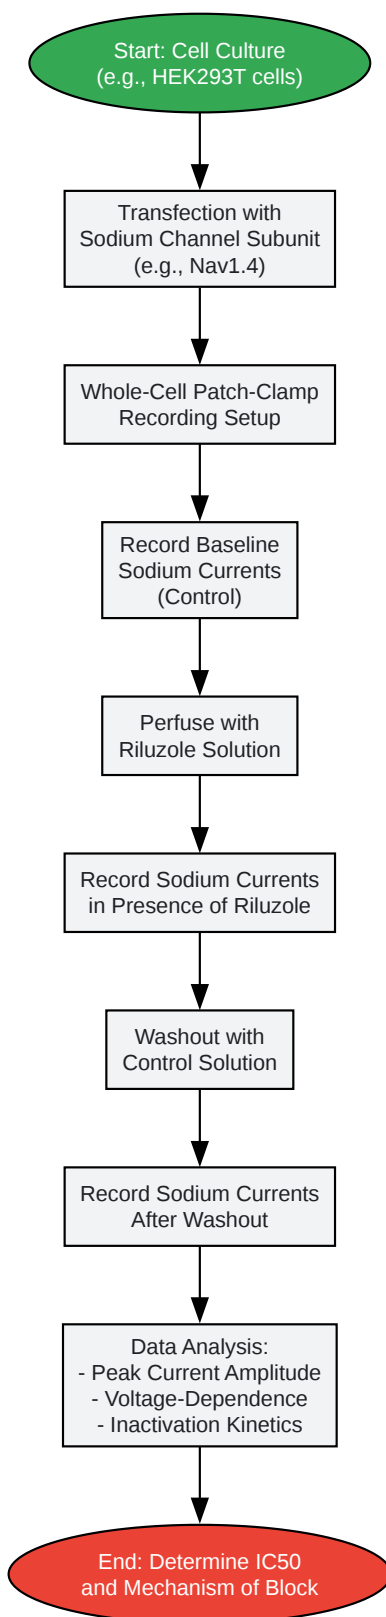 Start: Cell Culture
(e.g., HEK293T cells)
Transfection with
Sodium Channel Subunit
(e.g., Nav1.4)
Whole-Cell Patch-Clamp
Recording Setup
Record Baseline
Sodium Currents
(Control)
Perfuse with
Riluzole Solution
Record Sodium Currents
in Presence of Riluzole
Washout with
Control Solution
Record Sodium Currents
After Washout
Data Analysis:
- Peak Current Amplitude
- Voltage-Dependence
- Inactivation Kinetics
End: Determine IC50
and Mechanism of Block